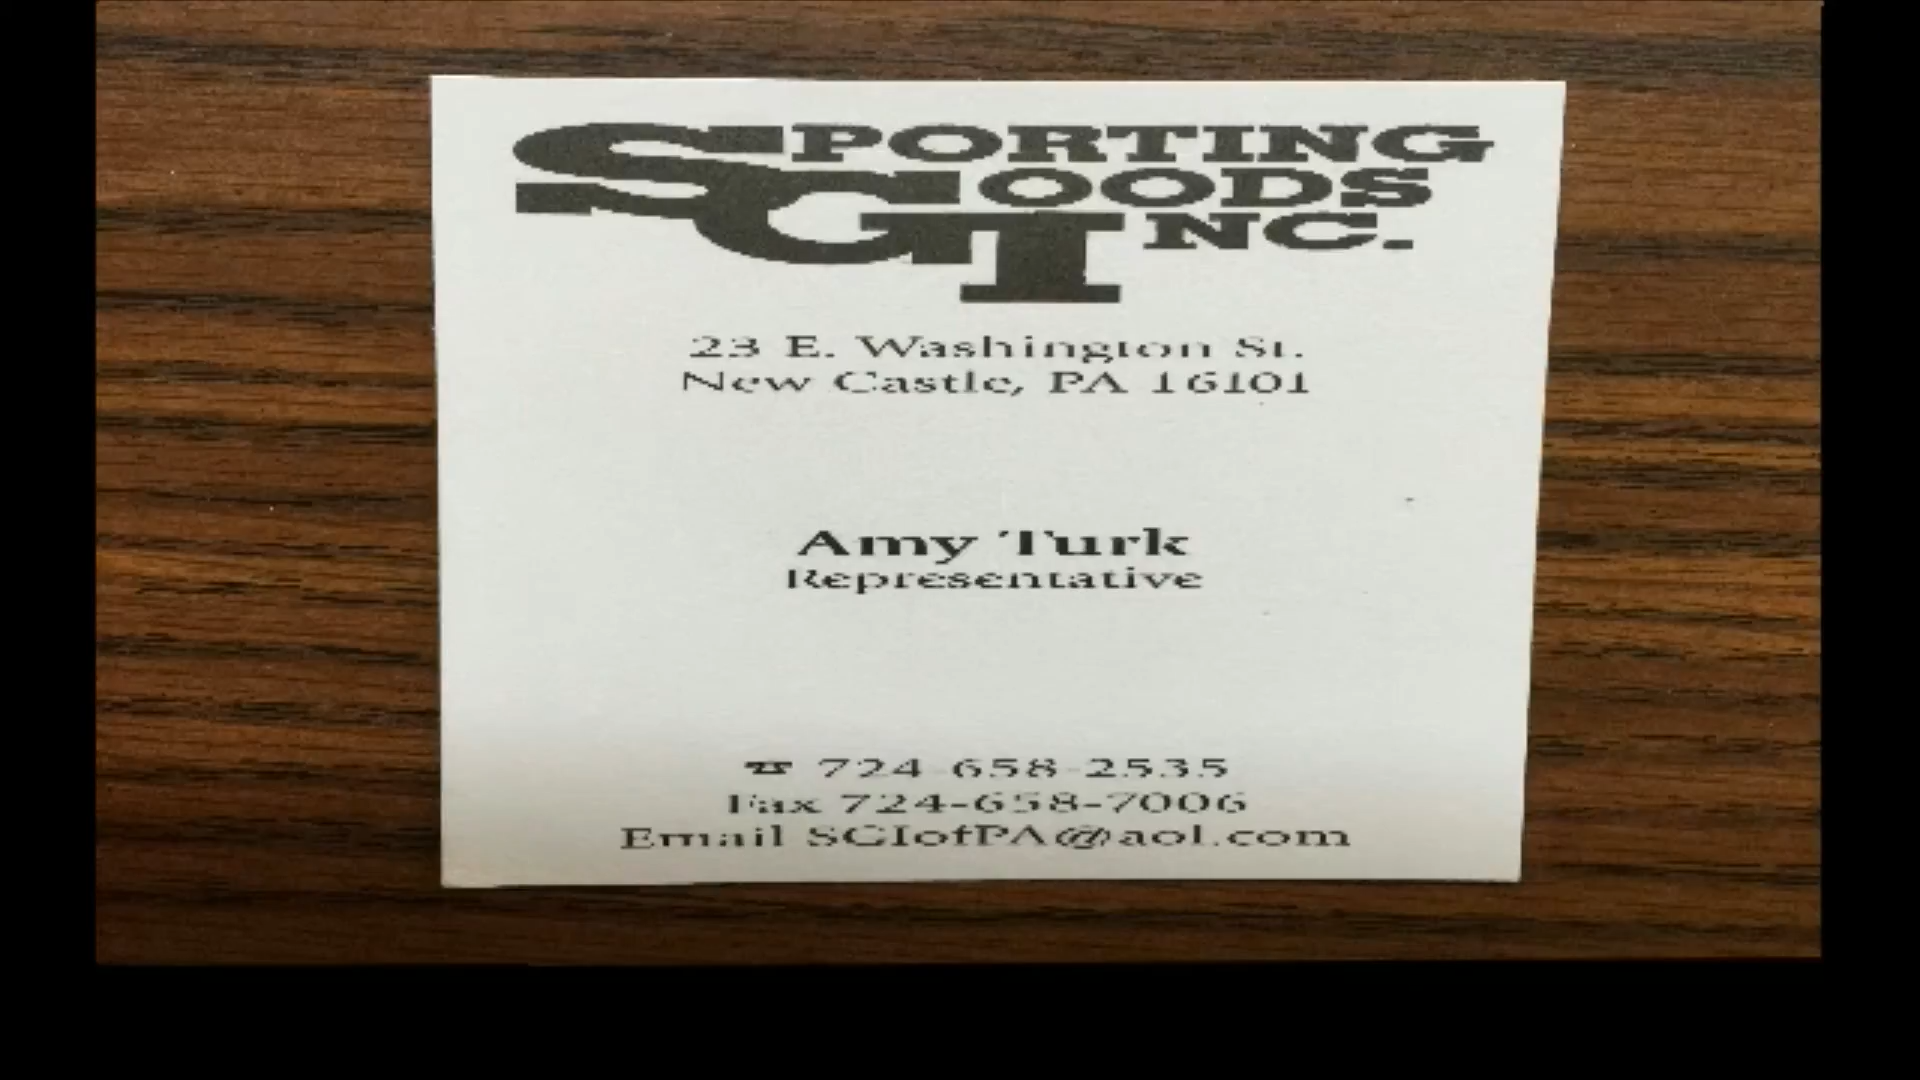 SPORTING
GOODS
INC.
23 E. Washington St.
New Castle, PA 16101
Amy Turk
Representative
☎ 724-658-2535
Fax 724-658-7006
Email SGIofPA@aol.com